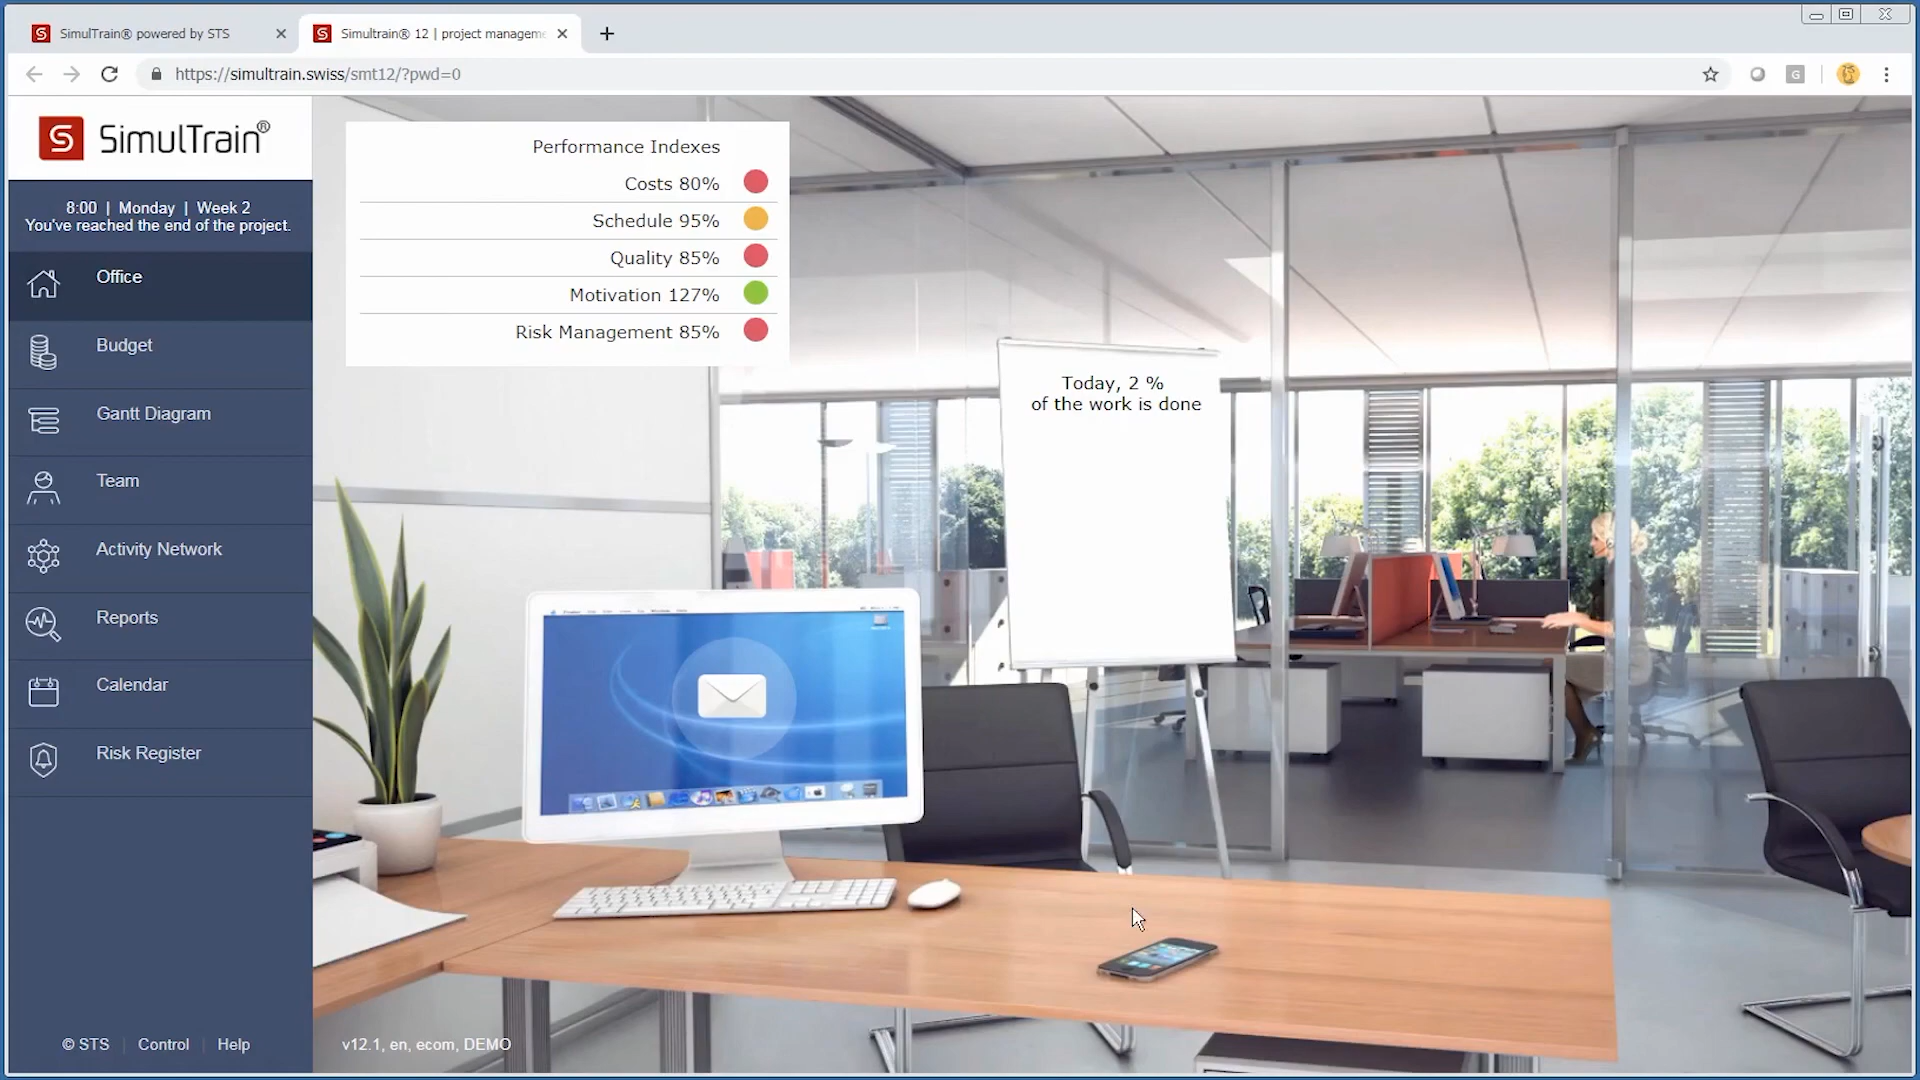 SimulTrain® powered by STS
Simultrain® 12 | project manageme
https://simultrain.swiss/smt12/?pwd=0
G
S SimulTrain®
8:00 | Monday | Week 2
You've reached the end of the project.
Office
Budget
Gantt Diagram
Team
Activity Network
Reports
Calendar
Risk Register
© STS | Control | Help
Performance Indexes
Costs 80%
Schedule 95%
Quality 85%
Motivation 127%
Risk Management 85%
Today, 2 %
of the work is done
v12.1, en, ecom, DEMO